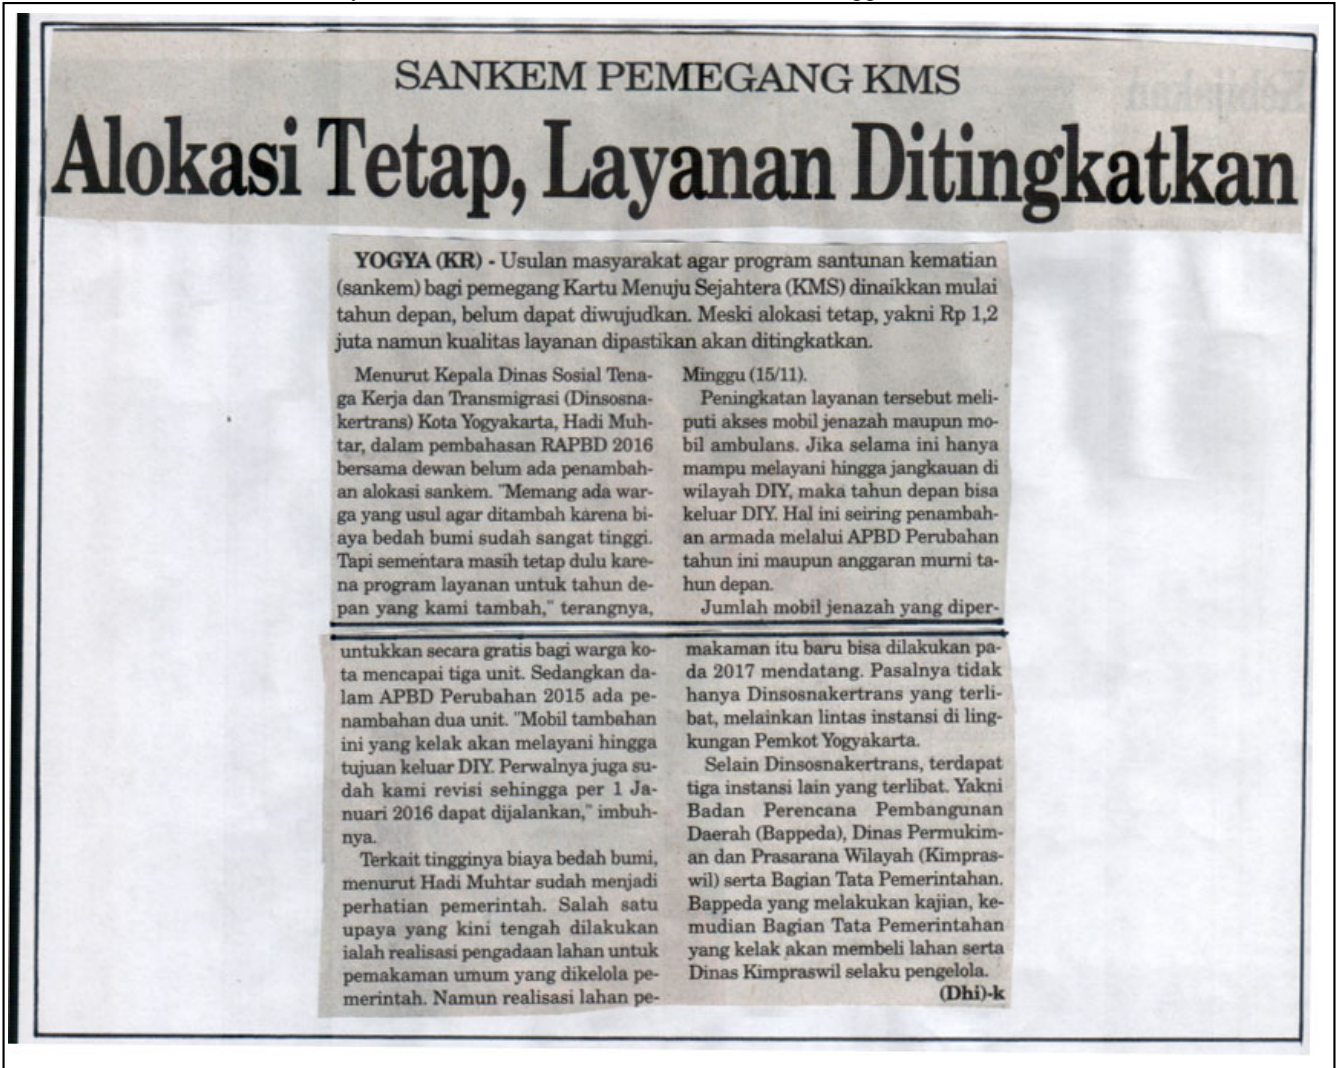 SANKEM PEMEGANG KMS
Alokasi Tetap, Layanan Ditingkatkan
YOGYA (KR) - Usulan masyarakat agar program santunan kematian
(sankem) bagi pemegang Kartu Menuju Sejahtera (KMS) dinaikkan mulai
tahun depan, belum dapat diwujudkan. Meski alokasi tetap, yakni Rp 1,2
juta namun kualitas layanan dipastikan akan ditingkatkan.
Menurut Kepala Dinas Sosial Tena-
ga Kerja dan Transmigrasi (Dinsosna-
kertrans) Kota Yogyakarta, Hadi Muh-
tar, dalam pembahasan RAPBD 2016
bersama dewan belum ada penambah-
an alokasi sankem. "Memang ada war-
ga yang usul agar ditambah karena bi-
aya bedah bumi sudah sangat tinggi.
Tapi sementara masih tetap dulu kare-
na program layanan untuk tahun de-
pan yang kami tambah," terangnya,
Minggu (15/11).
Peningkatan layanan tersebut meli-
puti akses mobil jenazah maupun mo-
bil ambulans. Jika selama ini hanya
mampu melayani hingga jangkauan di
wilayah DIY, maka tahun depan bisa
keluar DIY. Hal ini seiring penambah-
an armada melalui APBD Perubahan
tahun ini maupun anggaran murni ta-
hun depan.
Jumlah mobil jenazah yang diper-
untukkan secara gratis bagi warga ko-
ta mencapai tiga unit. Sedangkan da-
lam APBD Perubahan 2015 ada pe-
nambahan dua unit. "Mobil tambahan
ini yang kelak akan melayani hingga
tujuan keluar DIY. Perwalnya juga su-
dah kami revisi sehingga per 1 Ja-
nuari 2016 dapat dijalankan," imbuh-
nya.
Terkait tingginya biaya bedah bumi,
menurut Hadi Muhtar sudah menjadi
perhatian pemerintah. Salah satu
upaya yang kini tengah dilakukan
ialah realisasi pengadaan lahan untuk
pemakaman umum yang dikelola pe-
merintah. Namun realisasi lahan pe-
makaman itu baru bisa dilakukan pa-
da 2017 mendatang. Pasalnya tidak
hanya Dinsosnakertrans yang terli-
bat, melainkan lintas instansi di ling-
kungan Pemkot Yogyakarta.
Selain Dinsosnakertrans, terdapat
tiga instansi lain yang terlibat. Yakni
Badan Perencana Pembangunan
Daerah (Bappeda), Dinas Permukim-
an dan Prasarana Wilayah (Kimpras-
wil) serta Bagian Tata Pemerintahan.
Bappeda yang melakukan kajian, ke-
mudian Bagian Tata Pemerintahan
yang kelak akan membeli lahan serta
Dinas Kimpraswil selaku pengelola.
(Dhi)-k